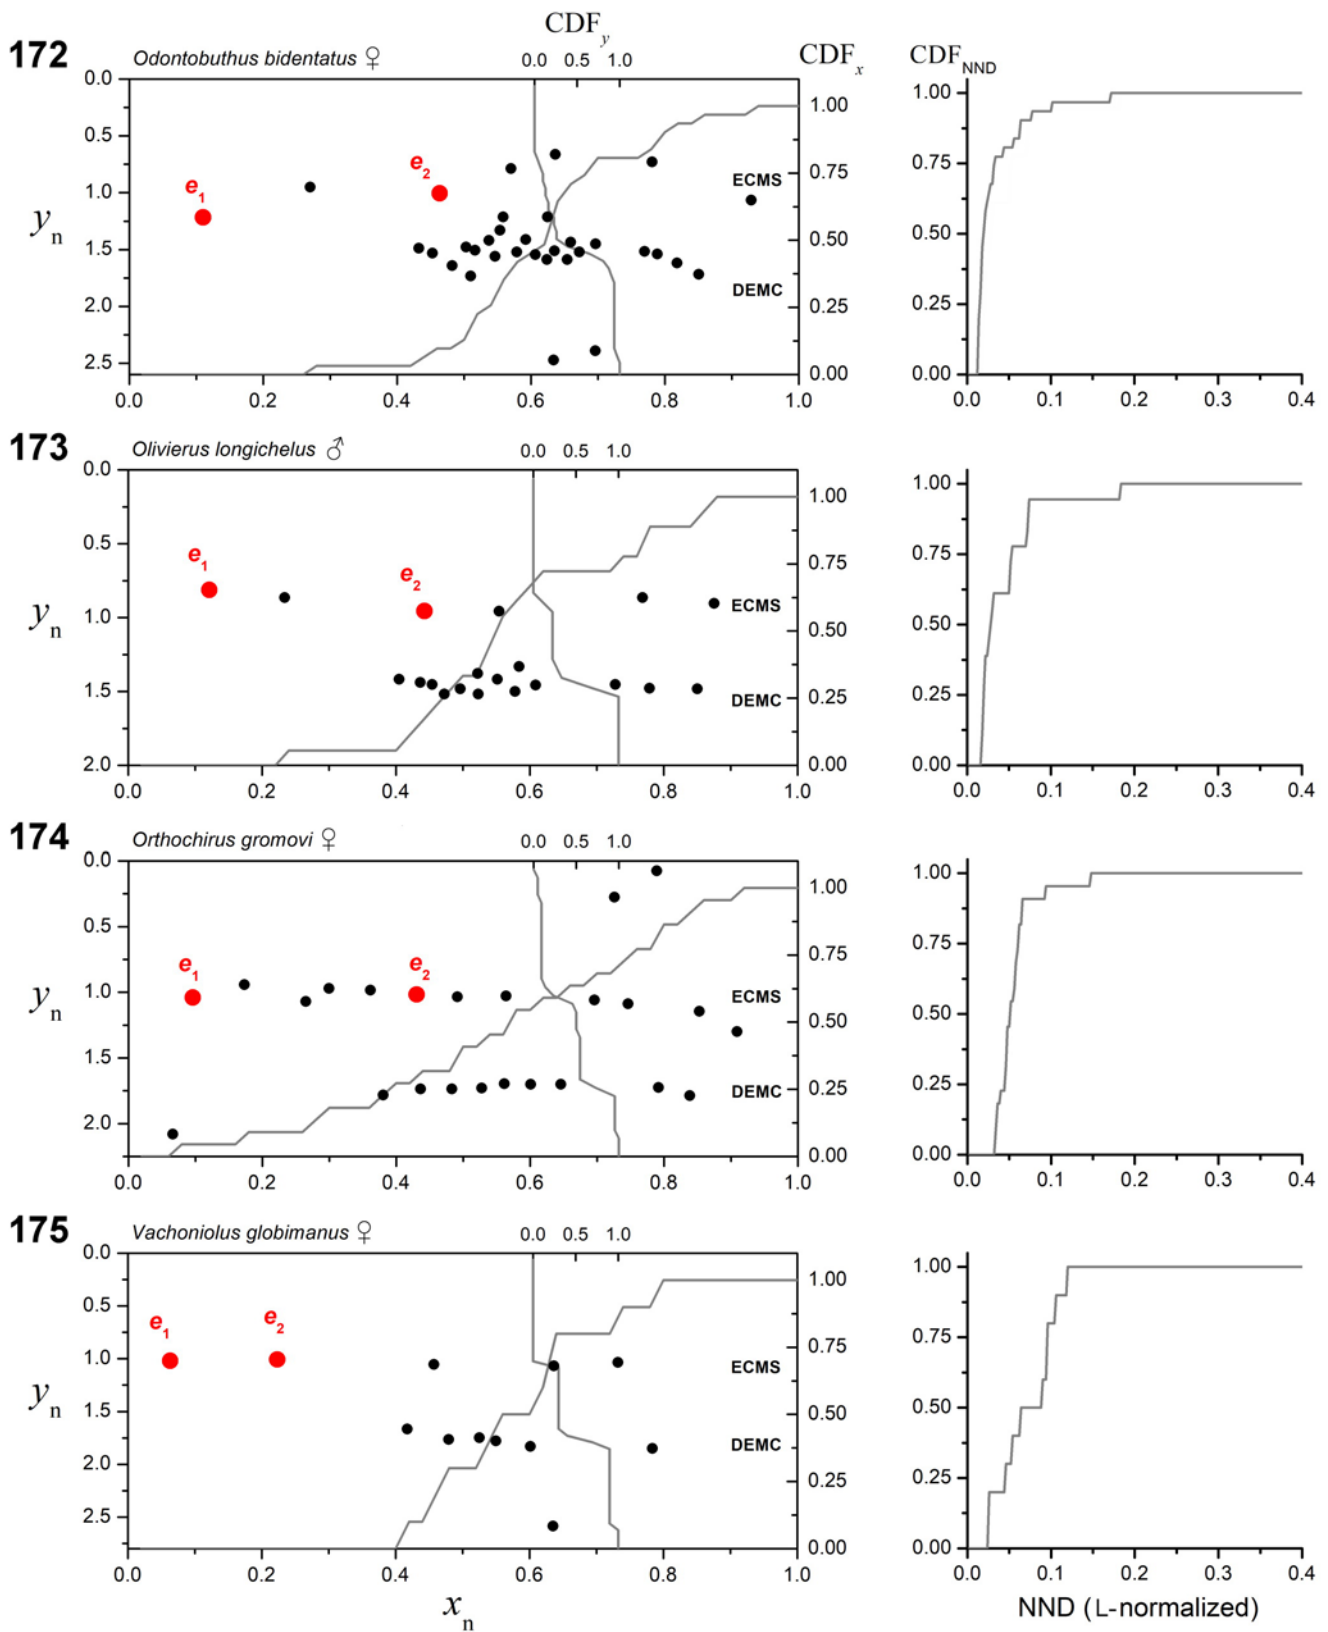 172 Odontobuthus bidentatus ♀ CDFy CDFx CDFNND
0.0 0.5 1.0
0.0 0.5 1.0 1.5 2.0 2.5
yn
e1 e2
ECMS
DEMC
1.00 0.75 0.50 0.25 0.00
0.0 0.2 0.4 0.6 0.8 1.0
1.00 0.75 0.50 0.25 0.00
0.0 0.1 0.2 0.3 0.4
173 Olivierus longichelus ♂
0.0 0.5 1.0
0.0 0.5 1.0 1.5 2.0
yn
e1 e2
ECMS
DEMC
1.00 0.75 0.50 0.25 0.00
0.0 0.2 0.4 0.6 0.8 1.0
1.00 0.75 0.50 0.25 0.00
0.0 0.1 0.2 0.3 0.4
174 Orthochirus gromovi ♀
0.0 0.5 1.0
0.0 0.5 1.0 1.5 2.0
yn
e1 e2
ECMS
DEMC
1.00 0.75 0.50 0.25 0.00
0.0 0.2 0.4 0.6 0.8 1.0
1.00 0.75 0.50 0.25 0.00
0.0 0.1 0.2 0.3 0.4
175 Vachoniolus globimanus ♀
0.0 0.5 1.0
0.0 0.5 1.0 1.5 2.0 2.5
yn
e1 e2
ECMS
DEMC
1.00 0.75 0.50 0.25 0.00
0.0 0.2 0.4 0.6 0.8 1.0
xn
1.00 0.75 0.50 0.25 0.00
0.0 0.1 0.2 0.3 0.4
NND (L-normalized)